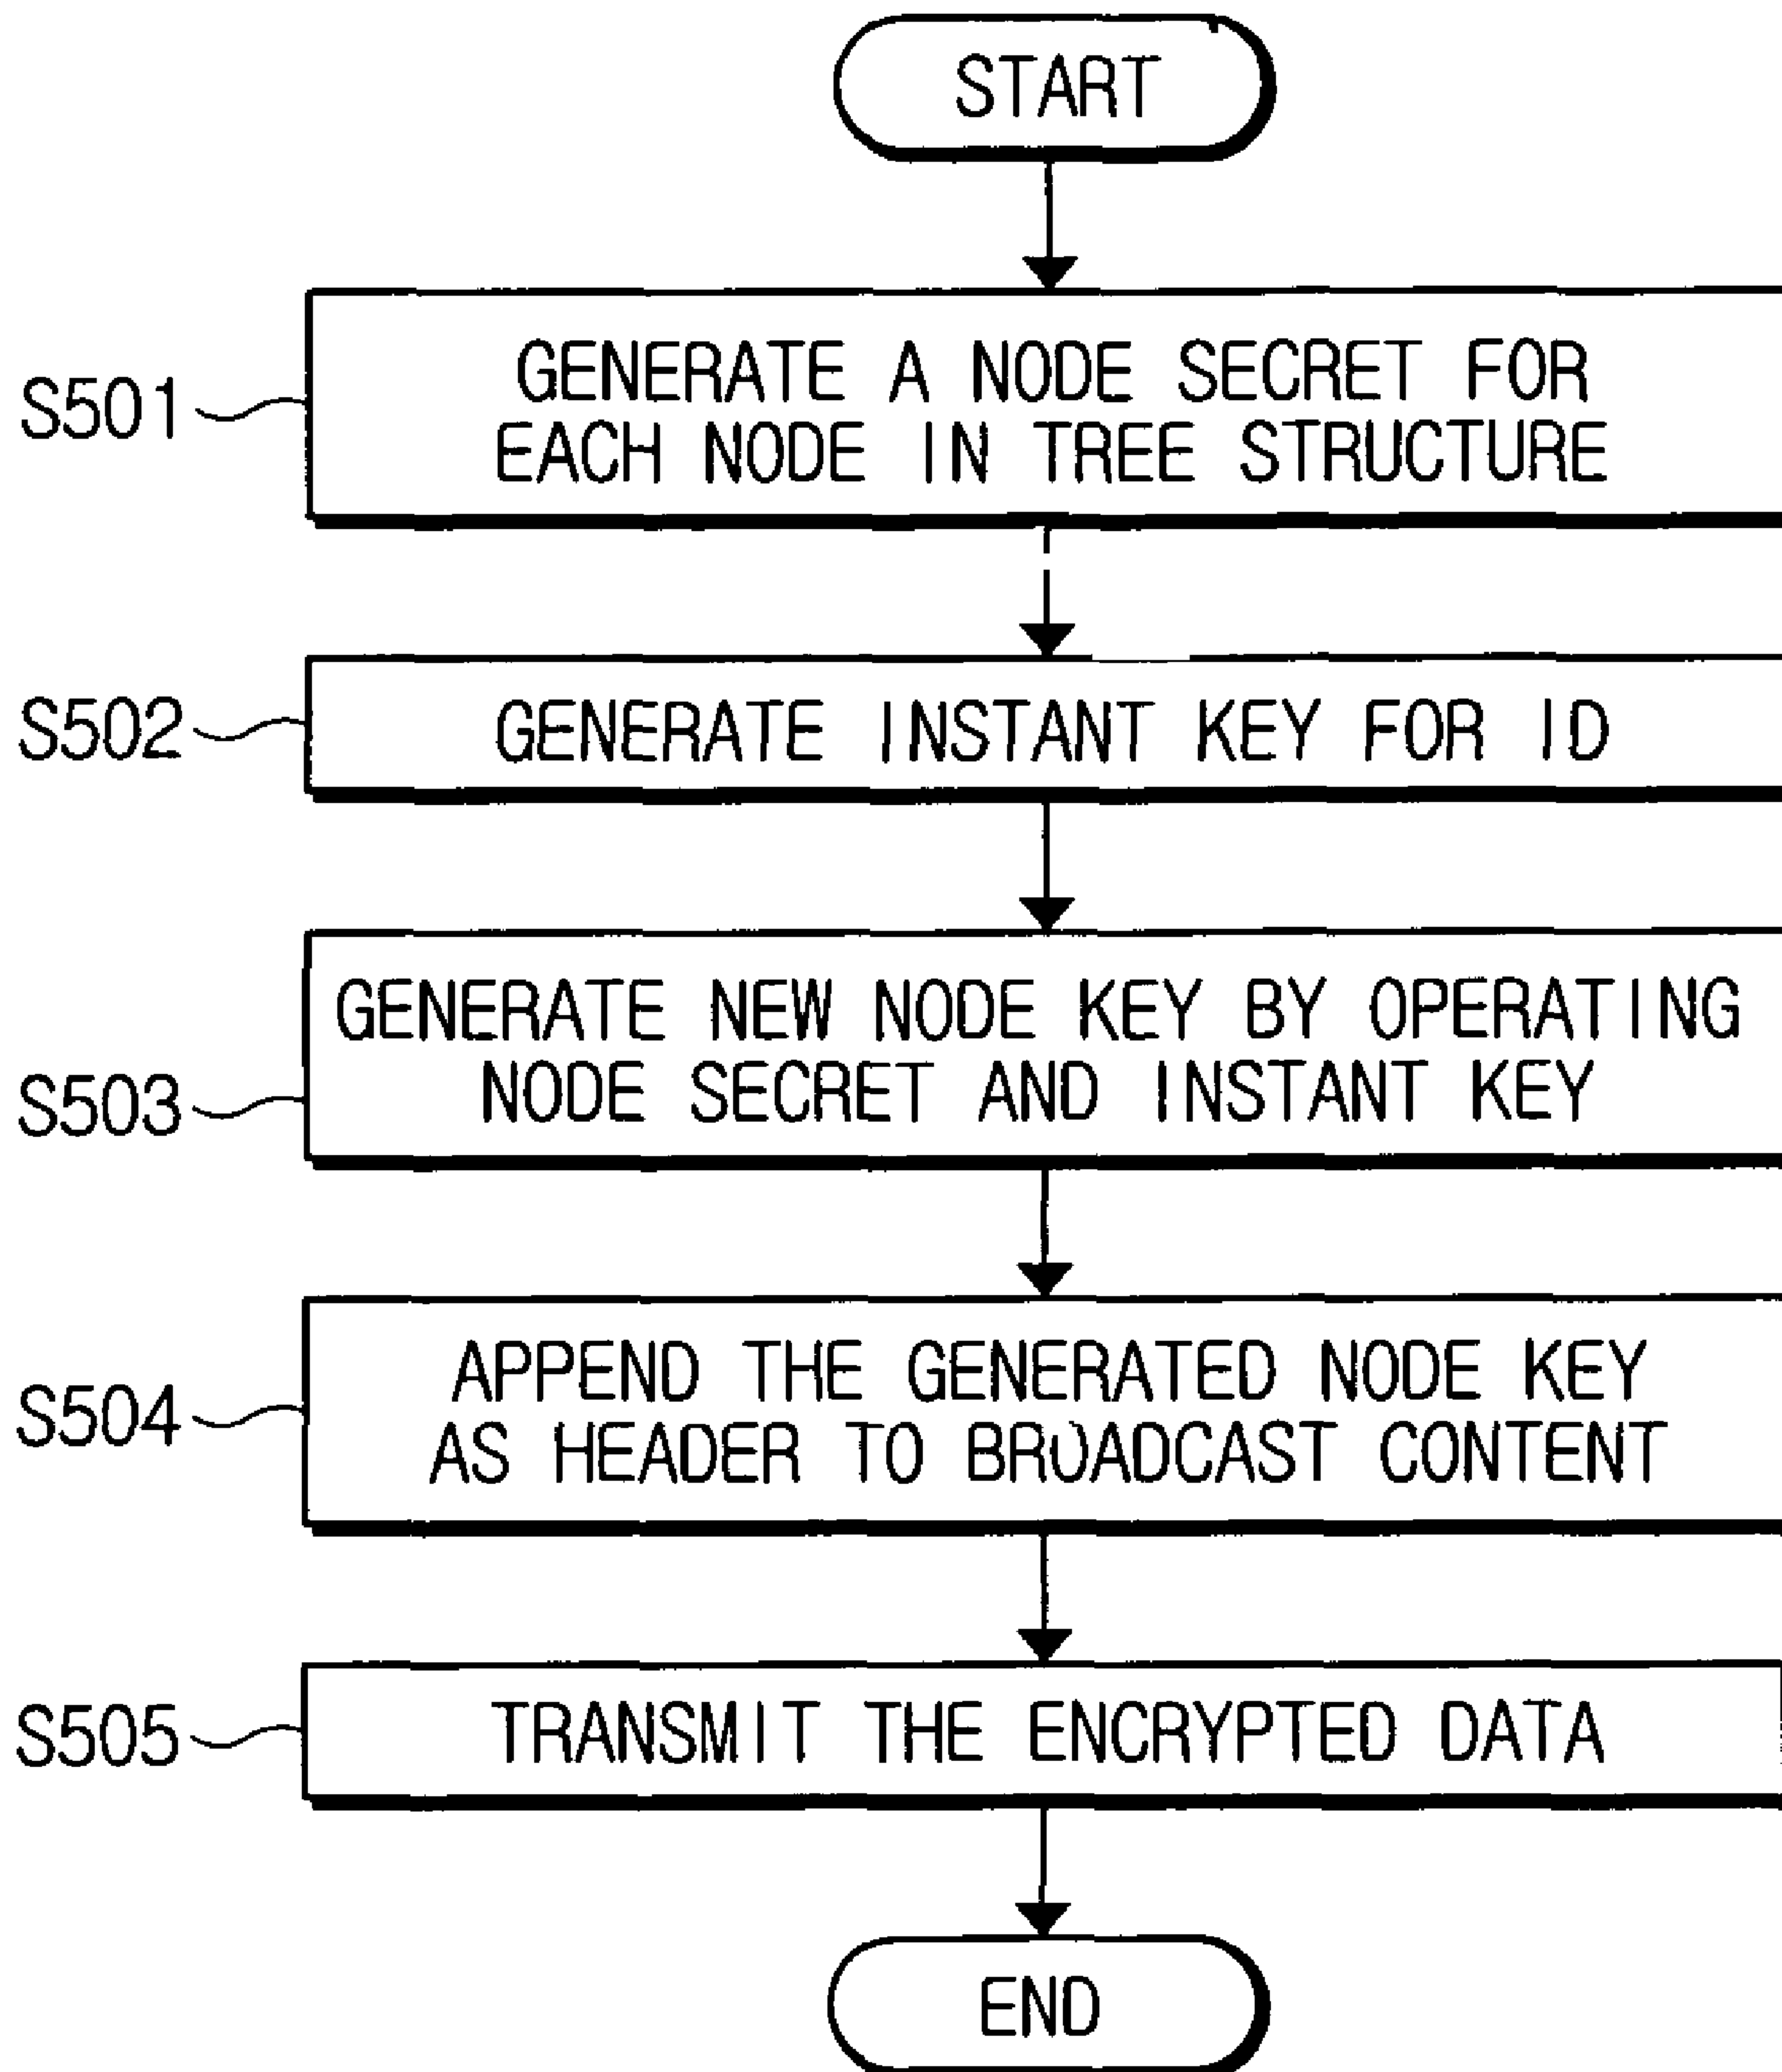 START
S501
GENERATE A NODE SECRET FOR
EACH NODE IN TREE STRUCTURE
S502
GENERATE INSTANT KEY FOR ID
S503
GENERATE NEW NODE KEY BY OPERATING
NODE SECRET AND INSTANT KEY
S504
APPEND THE GENERATED NODE KEY
AS HEADER TO BROADCAST CONTENT
S505
TRANSMIT THE ENCRYPTED DATA
END